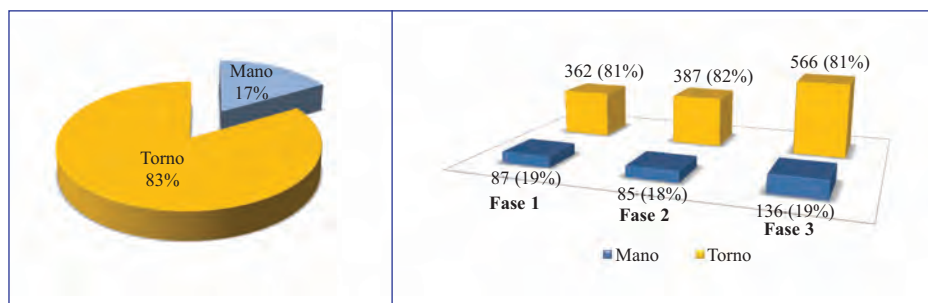 Mano
17%
Torno
83%
362 (81%)
387 (82%)
566 (81%)
87 (19%)
85 (18%)
136 (19%)
Fase 1
Fase 2
Fase 3
Mano
Torno